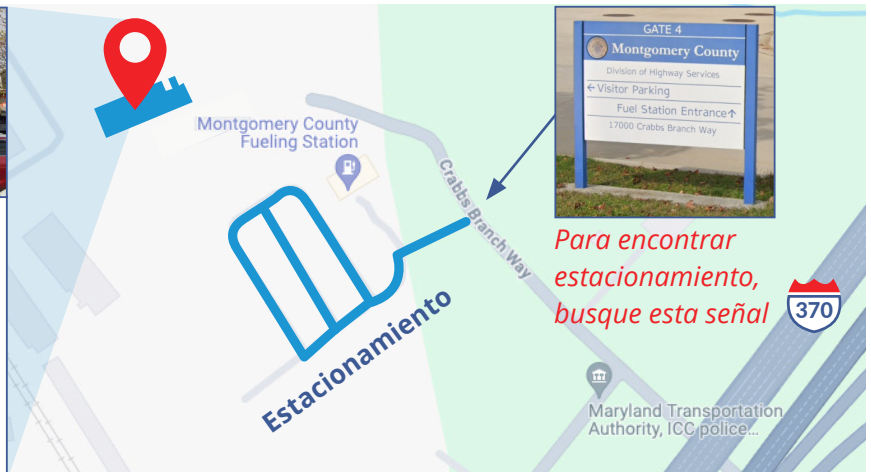 GATE 4
Montgomery County
Division of Highway Services
←Visitor Parking
Fuel Station Entrance↑
17000 Crabbs Branch Way
Montgomery County
Fueling Station
Crabbs Branch Way
Para encontrar
estacionamiento,
busque esta señal
370
Estacionamiento
Maryland Transportation
Authority, ICC police...